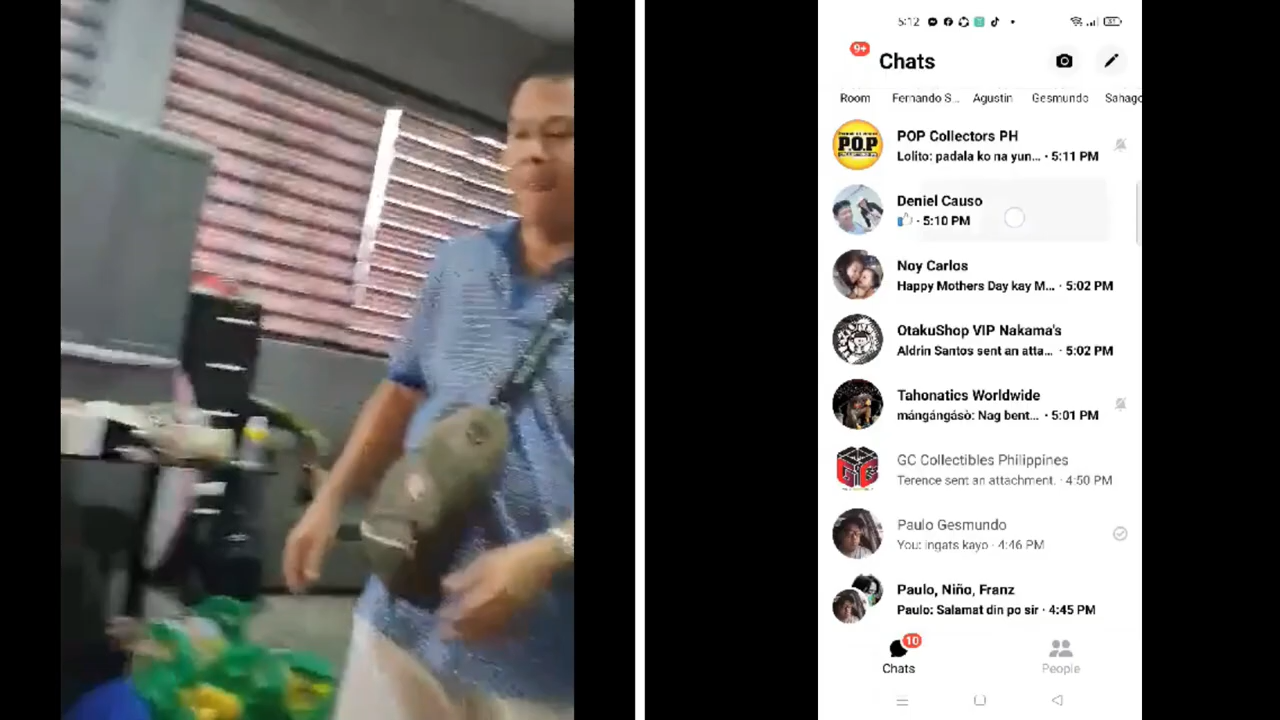 5:12
9+
Chats
Room Fernando S... Agustin Gesmundo Sahago
P.O.P
POP Collectors PH
Lolito: padala ko na yun... · 5:11 PM
Deniel Causo
· 5:10 PM
Noy Carlos
Happy Mothers Day kay M... · 5:02 PM
OtakuShop VIP Nakama's
Aldrin Santos sent an atta... · 5:02 PM
Tahonatics Worldwide
mángángásò: Nag bent... · 5:01 PM
GC Collectibles Philippines
Terence sent an attachment. · 4:50 PM
Paulo Gesmundo
You: ingats kayo · 4:46 PM
Paulo, Niño, Franz
Paulo: Salamat din po sir · 4:45 PM
10
Chats People